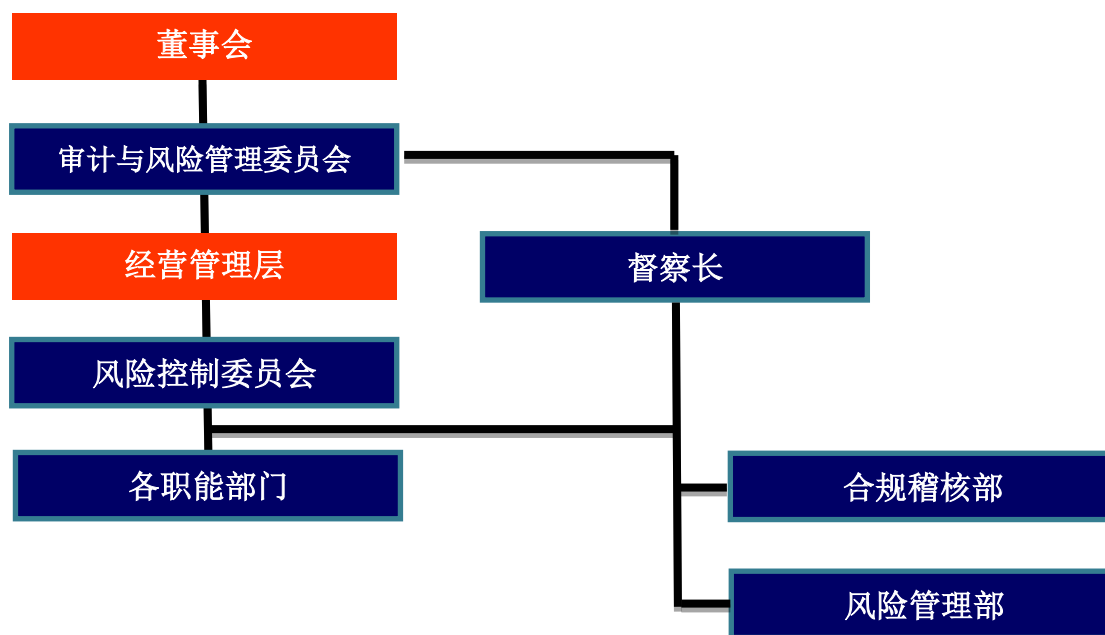 董事会
审计与风险管理委员会
经营管理层
督察长
风险控制委员会
各职能部门
合规稽核部
风险管理部